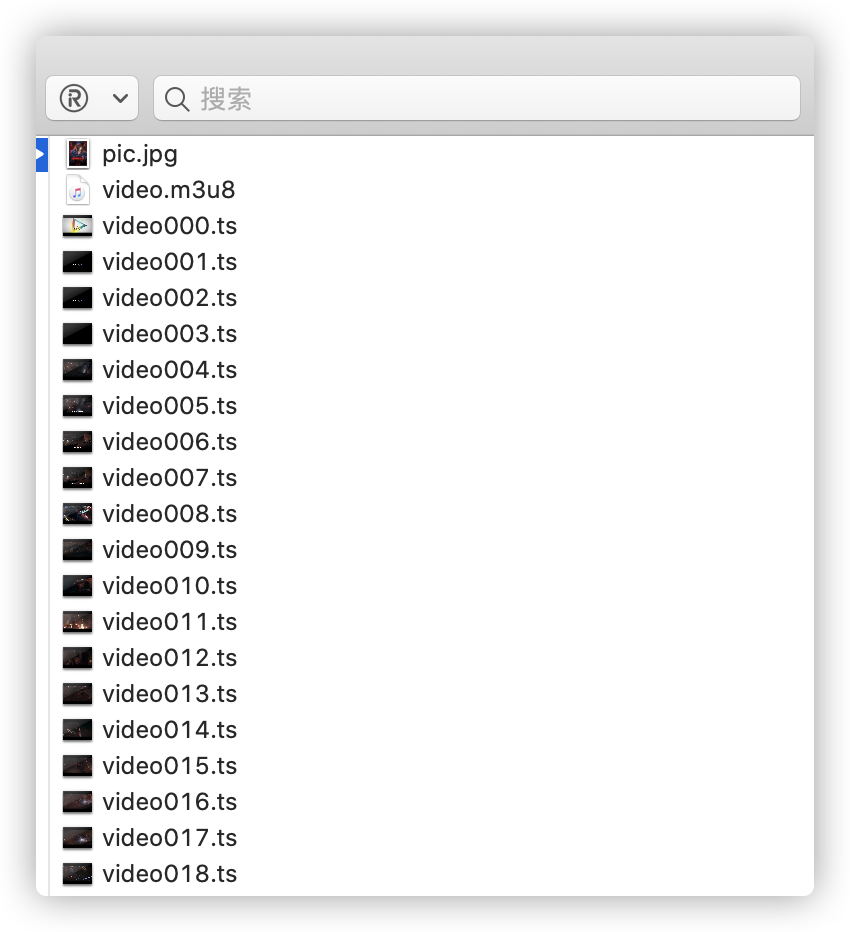 搜索
pic.jpg
video.m3u8
video000.ts
video001.ts
video002.ts
video003.ts
video004.ts
video005.ts
video006.ts
video007.ts
video008.ts
video009.ts
video010.ts
video011.ts
video012.ts
video013.ts
video014.ts
video015.ts
video016.ts
video017.ts
video018.ts